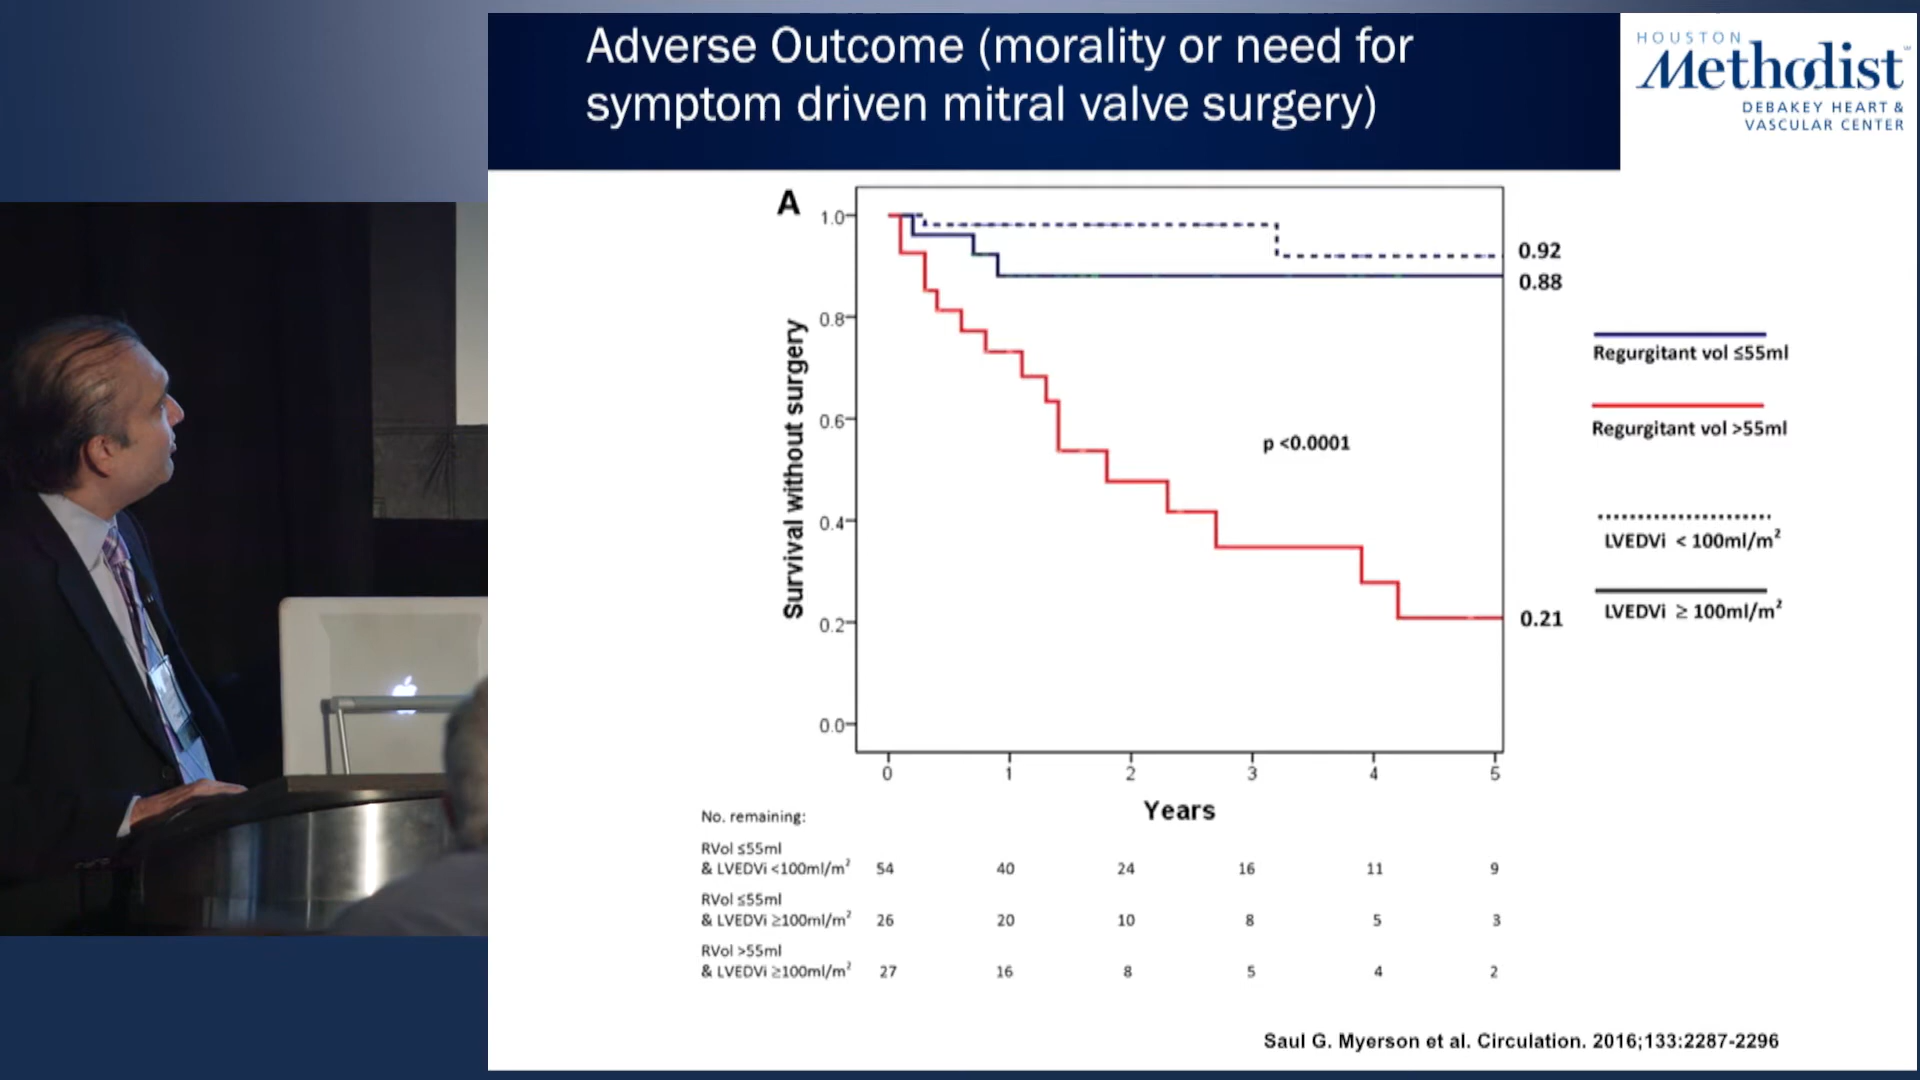 Adverse Outcome (morality or need for
symptom driven mitral valve surgery)
HOUSTON
Methodist
DEBAKEY HEART &
VASCULAR CENTER
A
Survival without surgery
1.0
0.8
0.6
0.4
0.2
0.0
0.92
0.88
0.21
p <0.0001
Regurgitant vol ≤55ml
Regurgitant vol >55ml
LVEDVi < 100ml/m²
LVEDVi ≥ 100ml/m²
0 1 2 3 4 5
Years
No. remaining:
RVol ≤55ml
& LVEDVi <100ml/m² 54 40 24 16 11 9
RVol ≤55ml
& LVEDVi ≥100ml/m² 26 20 10 8 5 3
RVol >55ml
& LVEDVi ≥100ml/m² 27 16 8 5 4 2
Saul G. Myerson et al. Circulation. 2016;133:2287-2296